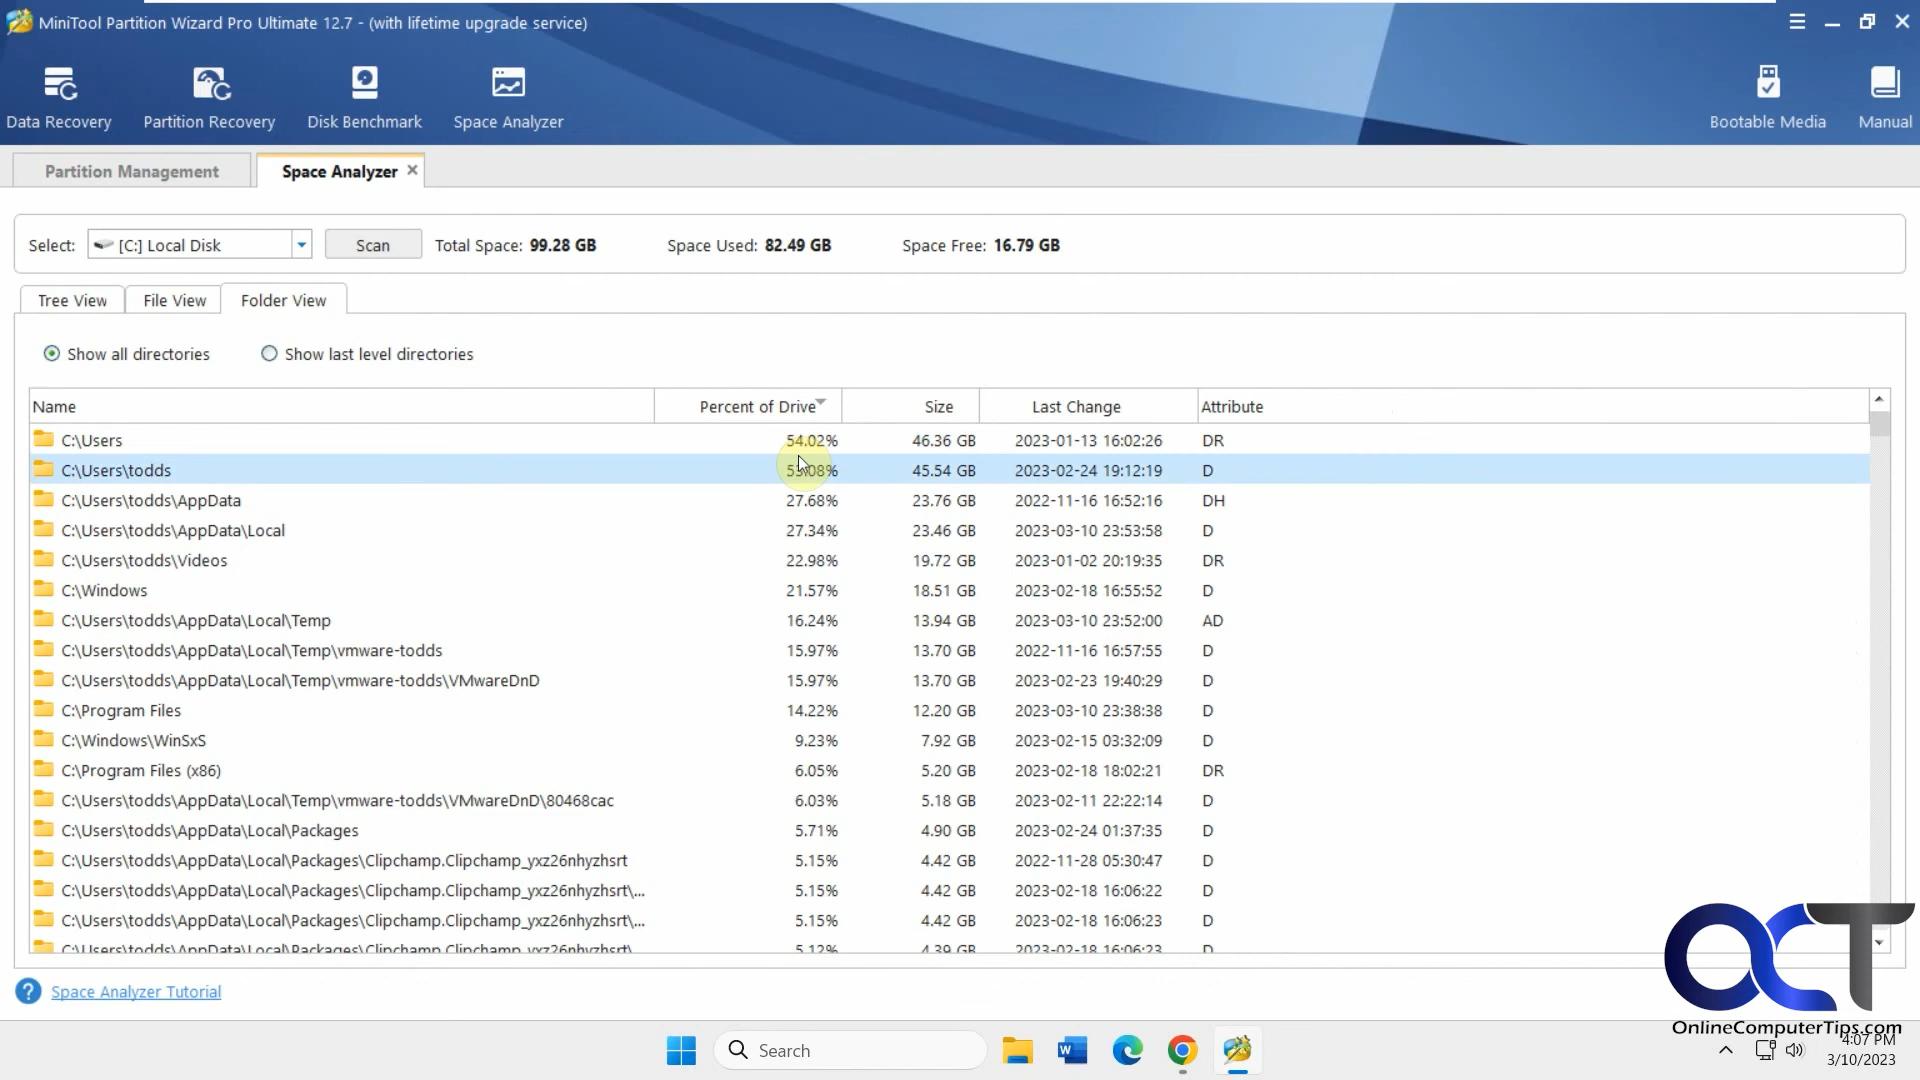 MiniTool Partition Wizard Pro Ultimate 12.7 - (with lifetime upgrade service)
Data Recovery
Partition Recovery
Disk Benchmark
Space Analyzer
Bootable Media
Manual
Partition Management
Space Analyzer
Select: [C:] Local Disk Scan Total Space: 99.28 GB Space Used: 82.49 GB Space Free: 16.79 GB
Tree View File View Folder View
Show all directories Show last level directories
Name Percent of Drive Size Last Change Attribute
C:\Users 54.02% 46.36 GB 2023-01-13 16:02:26 DR
C:\Users\todds 53.08% 45.54 GB 2023-02-24 19:12:19 D
C:\Users\todds\AppData 27.68% 23.76 GB 2022-11-16 16:52:16 DH
C:\Users\todds\AppData\Local 27.34% 23.46 GB 2023-03-10 23:53:58 D
C:\Users\todds\Videos 22.98% 19.72 GB 2023-01-02 20:19:35 DR
C:\Windows 21.57% 18.51 GB 2023-02-18 16:55:52 D
C:\Users\todds\AppData\Local\Temp 16.24% 13.94 GB 2023-03-10 23:52:00 AD
C:\Users\todds\AppData\Local\Temp\vmware-todds 15.97% 13.70 GB 2022-11-16 16:57:55 D
C:\Users\todds\AppData\Local\Temp\vmware-todds\VMwareDnD 15.97% 13.70 GB 2023-02-23 19:40:29 D
C:\Program Files 14.22% 12.20 GB 2023-03-10 23:38:38 D
C:\Windows\WinSxS 9.23% 7.92 GB 2023-02-15 03:32:09 D
C:\Program Files (x86) 6.05% 5.20 GB 2023-02-18 18:02:21 DR
C:\Users\todds\AppData\Local\Temp\vmware-todds\VMwareDnD\80468cac 6.03% 5.18 GB 2023-02-11 22:22:14 D
C:\Users\todds\AppData\Local\Packages 5.71% 4.90 GB 2023-02-24 01:37:35 D
C:\Users\todds\AppData\Local\Packages\Clipchamp.Clipchamp_yxz26nhyzhsrt 5.15% 4.42 GB 2022-11-28 05:30:47 D
C:\Users\todds\AppData\Local\Packages\Clipchamp.Clipchamp_yxz26nhyzhsrt\... 5.15% 4.42 GB 2023-02-18 16:06:22 D
C:\Users\todds\AppData\Local\Packages\Clipchamp.Clipchamp_yxz26nhyzhsrt\... 5.15% 4.42 GB 2023-02-18 16:06:23 D
C:\Users\todds\AppData\Local\Packages\Clipchamp.Clipchamp_yxz26nhyzhsrt\ 5.12% 4.39 GB 2023-02-18 16:06:23 D
Space Analyzer Tutorial
OCT
OnlineComputerTips.com
Search
4:07 PM
3/10/2023